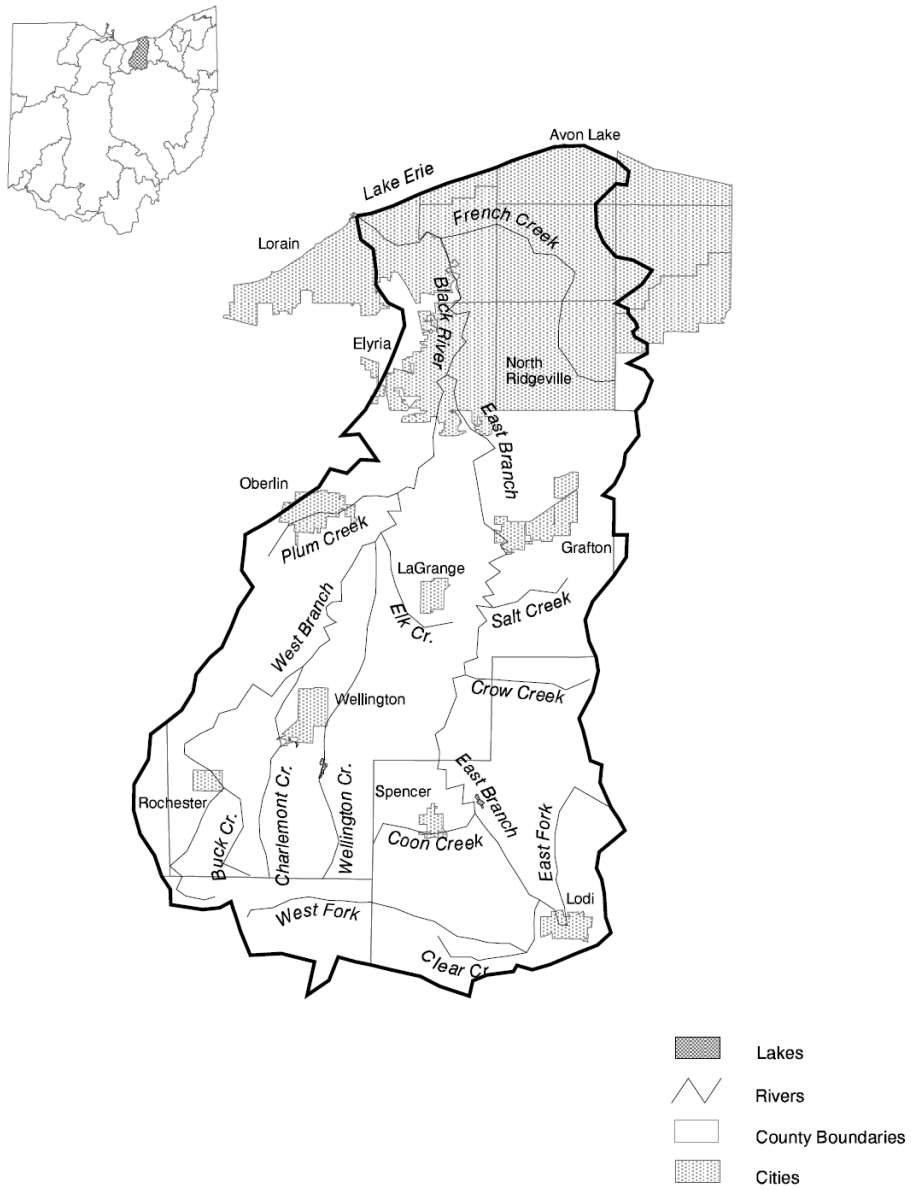 Avon Lake
Lake Erie
French Creek
Lorain
Black River
Elyria
North
Ridgeville
East Branch
Oberlin
Plum Creek
Grafton
LaGrange
Elk Cr.
Salt Creek
West Branch
Crow Creek
Wellington
East Branch
Spencer
Rochester
Buck Cr.
Charlemont Cr.
Wellington Cr.
Coon Creek
East Fork
Lodi
West Fork
Clear Cr.
Lakes
Rivers
County Boundaries
Cities